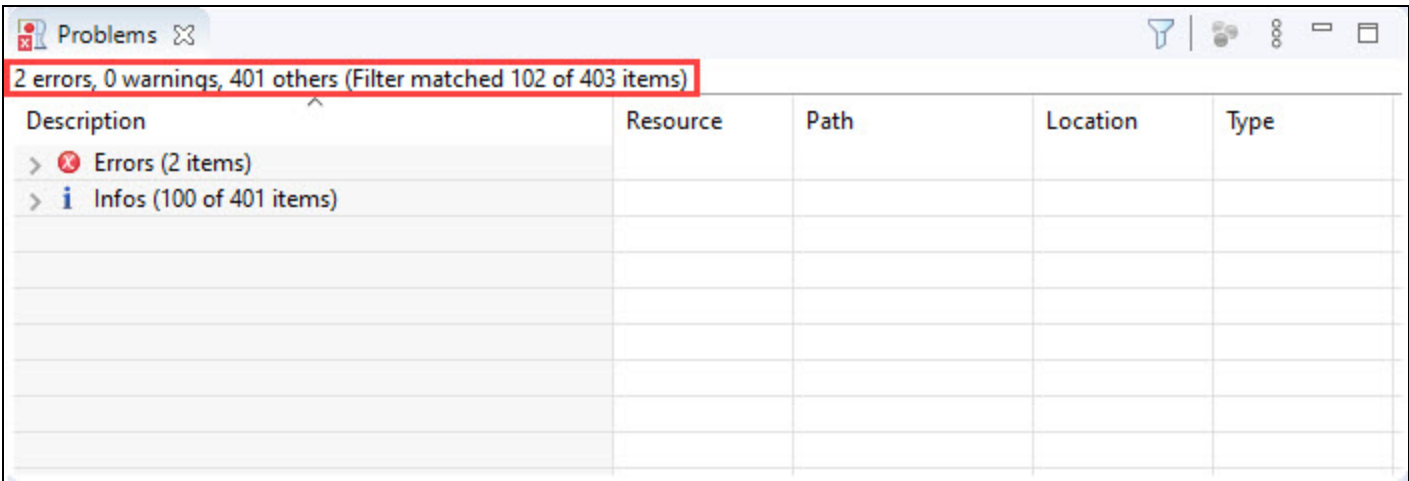 Problems
2 errors, 0 warnings, 401 others (Filter matched 102 of 403 items)
Description Resource Path Location Type
Errors (2 items)
Infos (100 of 401 items)